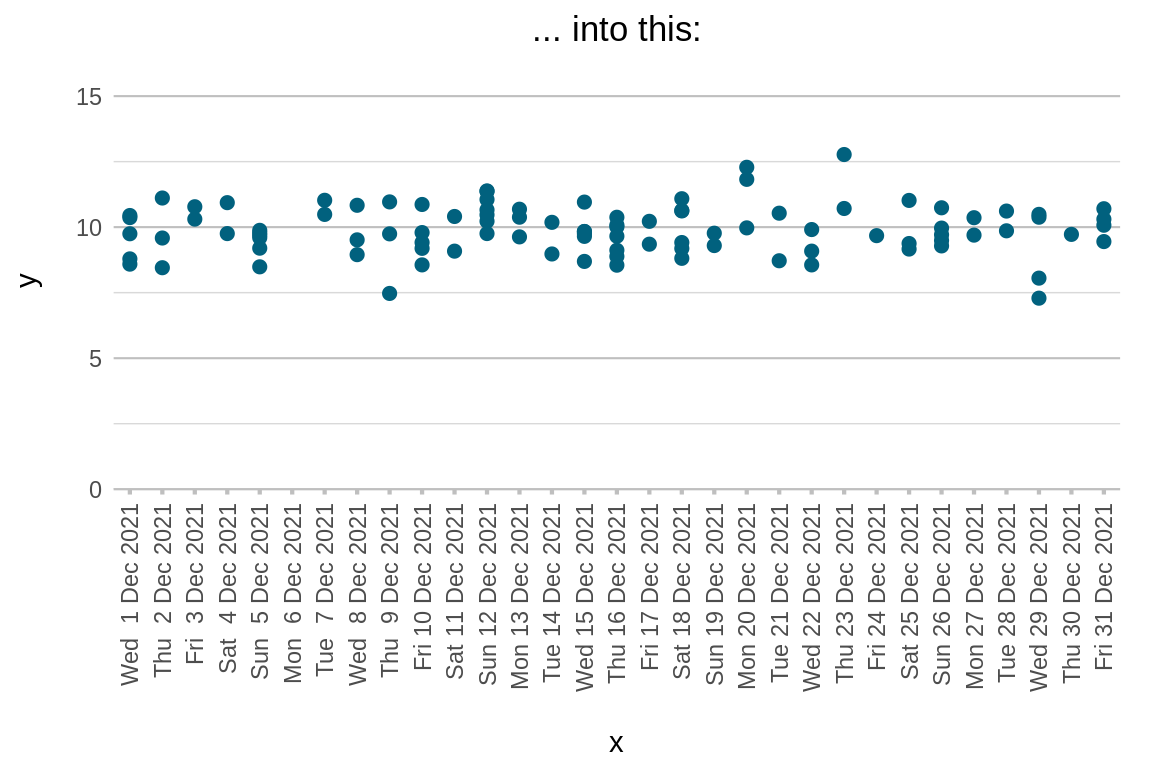 ... into this:
15
10
5
0
y
Wed  1 Dec 2021
Thu  2 Dec 2021
Fri  3 Dec 2021
Sat  4 Dec 2021
Sun  5 Dec 2021
Mon  6 Dec 2021
Tue  7 Dec 2021
Wed  8 Dec 2021
Thu  9 Dec 2021
Fri 10 Dec 2021
Sat 11 Dec 2021
Sun 12 Dec 2021
Mon 13 Dec 2021
Tue 14 Dec 2021
Wed 15 Dec 2021
Thu 16 Dec 2021
Fri 17 Dec 2021
Sat 18 Dec 2021
Sun 19 Dec 2021
Mon 20 Dec 2021
Tue 21 Dec 2021
Wed 22 Dec 2021
Thu 23 Dec 2021
Fri 24 Dec 2021
Sat 25 Dec 2021
Sun 26 Dec 2021
Mon 27 Dec 2021
Tue 28 Dec 2021
Wed 29 Dec 2021
Thu 30 Dec 2021
Fri 31 Dec 2021
x